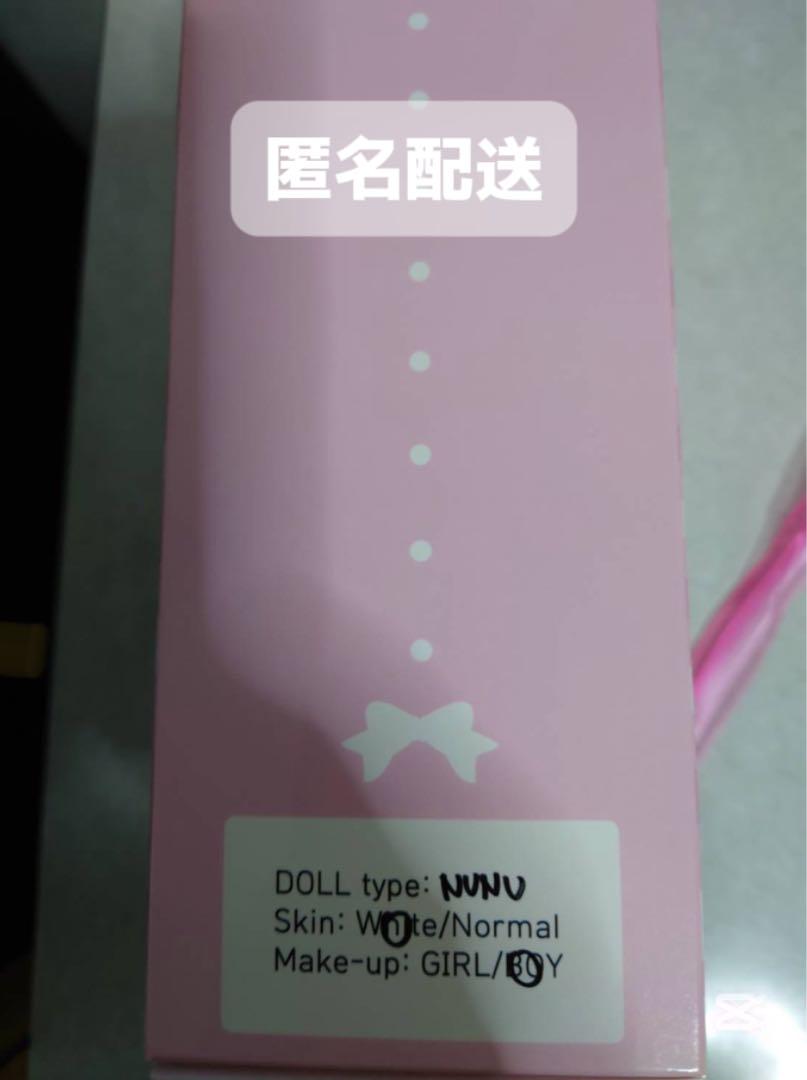 匿名配送
DOLL type: NUNU
Skin: White/Normal
Make-up: GIRL/BOY